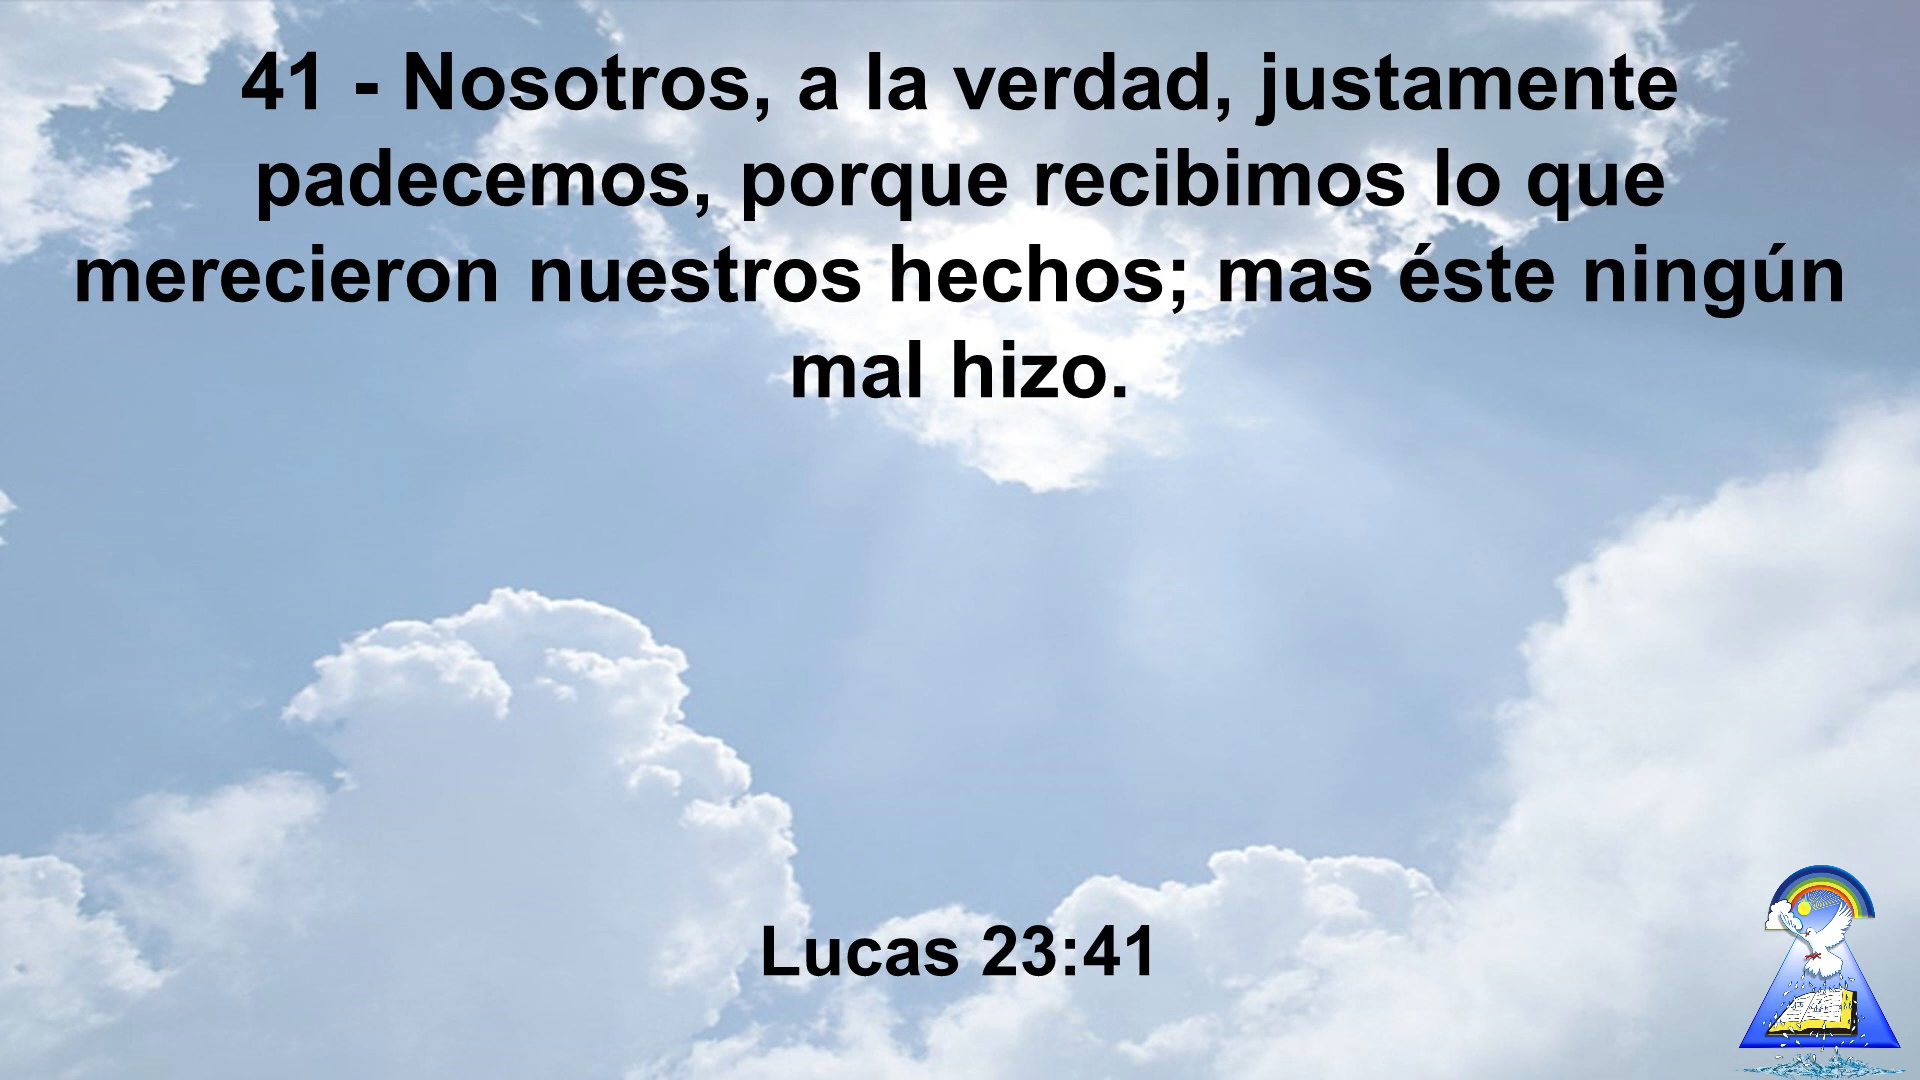 41 - Nosotros, a la verdad, justamente
padecemos, porque recibimos lo que
merecieron nuestros hechos; mas éste ningún
mal hizo.
Lucas 23:41